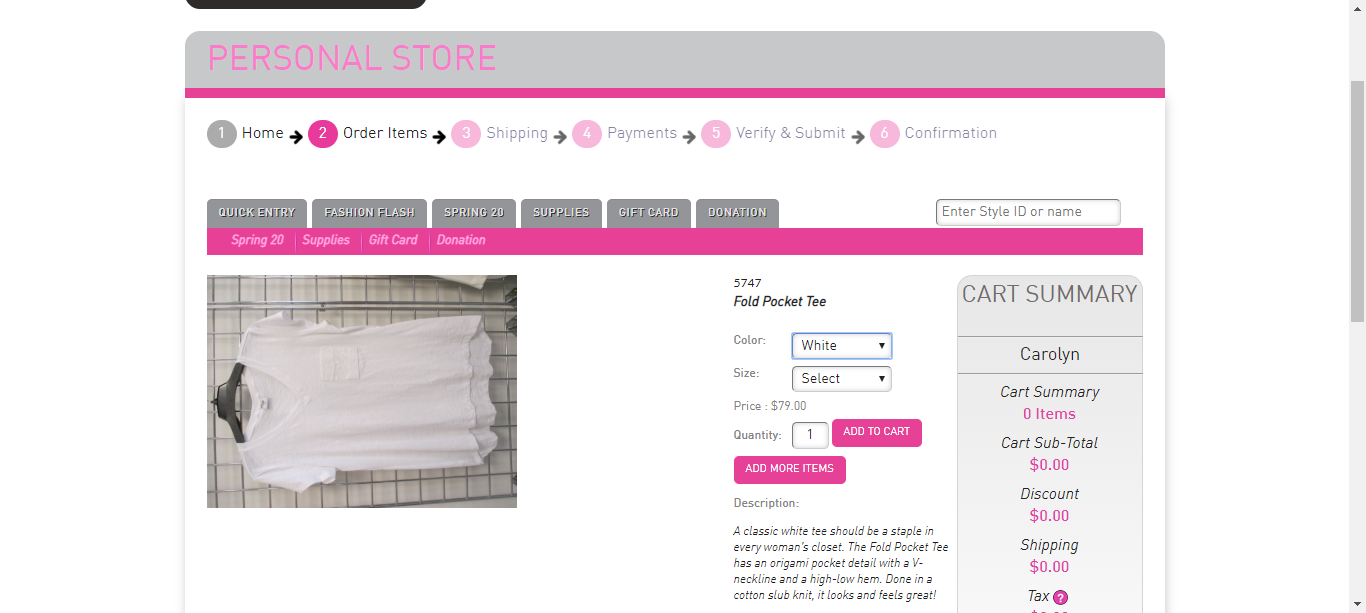 PERSONAL STORE
1 Home 2 Order Items 3 Shipping 4 Payments 5 Verify & Submit 6 Confirmation
QUICK ENTRY FASHION FLASH SPRING 20 SUPPLIES GIFT CARD DONATION Enter Style ID or name
Spring 20 Supplies Gift Card Donation
5747
Fold Pocket Tee
Color: White
Size: Select
Price : $79.00
Quantity: 1 ADD TO CART
ADD MORE ITEMS
Description:
A classic white tee should be a staple in
every woman's closet. The Fold Pocket Tee
has an origami pocket detail with a V-
neckline and a high-low hem. Done in a
cotton slub knit, it looks and feels great!
CART SUMMARY
Carolyn
Cart Summary
0 Items
Cart Sub-Total
$0.00
Discount
$0.00
Shipping
$0.00
Tax ?